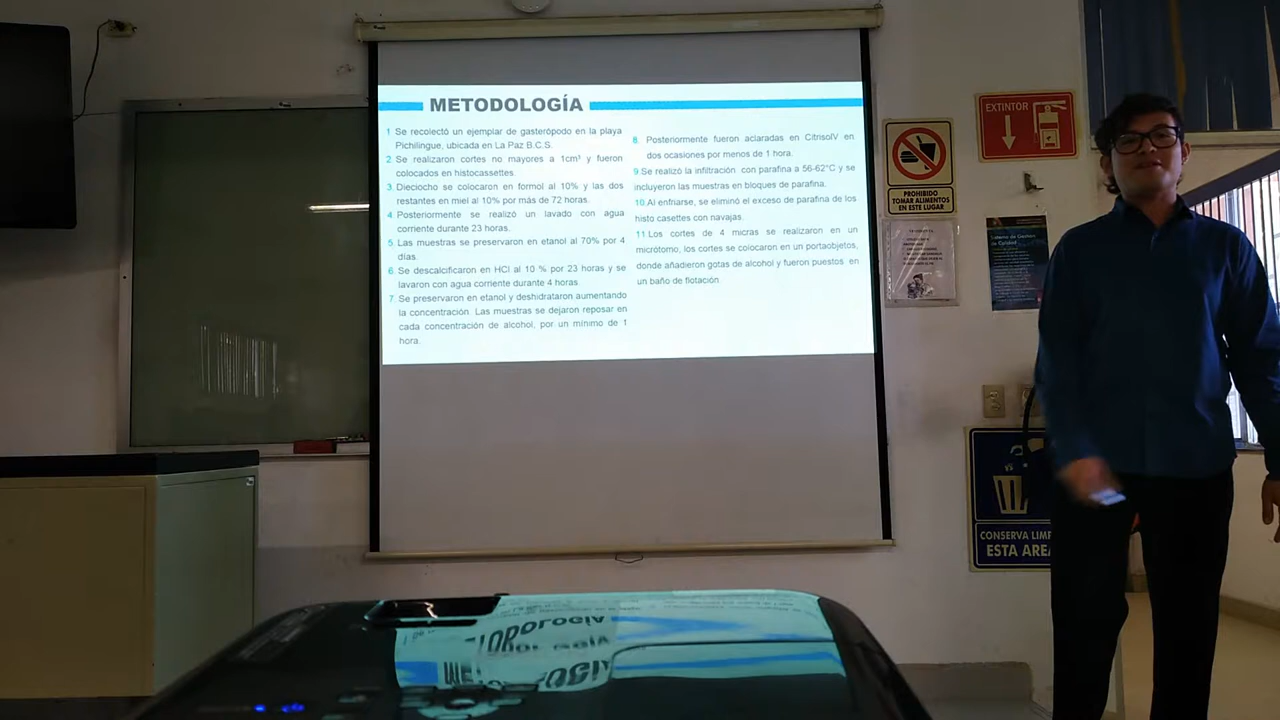 METODOLOGÍA
1 Se recolectó un ejemplar de gasterópodo en la playa
Pichilingue, ubicada en La Paz B.C.S.
2. Se realizaron cortes no mayores a 1cm³ y fueron
colocados en histocassettes.
3. Dieciocho se colocaron en formol al 10% y las dos
restantes en miel al 10% por más de 72 horas.
4. Posteriormente se realizó un lavado con agua
corriente durante 23 horas.
5. Las muestras se preservaron en etanol al 70% por 4
días.
6. Se descalcificaron en HCl al 10 % por 23 horas y se
lavaron con agua corriente durante 4 horas.
7. Se preservaron en etanol y deshidrataron aumentando
la concentración. Las muestras se dejaron reposar en
cada concentración de alcohol, por un mínimo de 1
hora.
8. Posteriormente fueron aclaradas en Citrisolv en
dos ocasiones por menos de 1 hora.
9.Se realizó la infiltración con parafina a 56-62°C y se
incluyeron las muestras en bloques de parafina.
10.Al enfriarse, se eliminó el exceso de parafina de los
histo casettes con navajas.
11.Los cortes de 4 micras se realizaron en un
micrótomo, los cortes se colocaron en un portaobjetos,
donde añadieron gotas de alcohol y fueron puestos en
un baño de flotación.
EXTINTOR
PROHIBIDO
TOMAR ALIMENTOS
EN ESTE LUGAR
Sistema de Gestión
de Calidad
CONSERVA LIMP
ESTA AREA